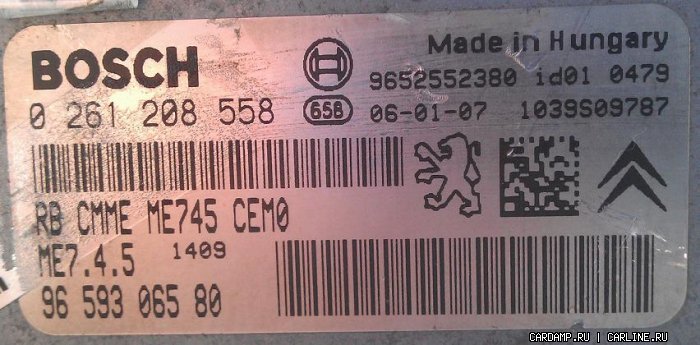 BOSCH
Made in Hungary
9652552380 id01 0479
0 261 208 558 658 06-01-07 1039S09787
RB CMME ME745 CEM0
ME7.4.5 1409
96 593 065 80
CARDAMP.RU | CARLINE.RU